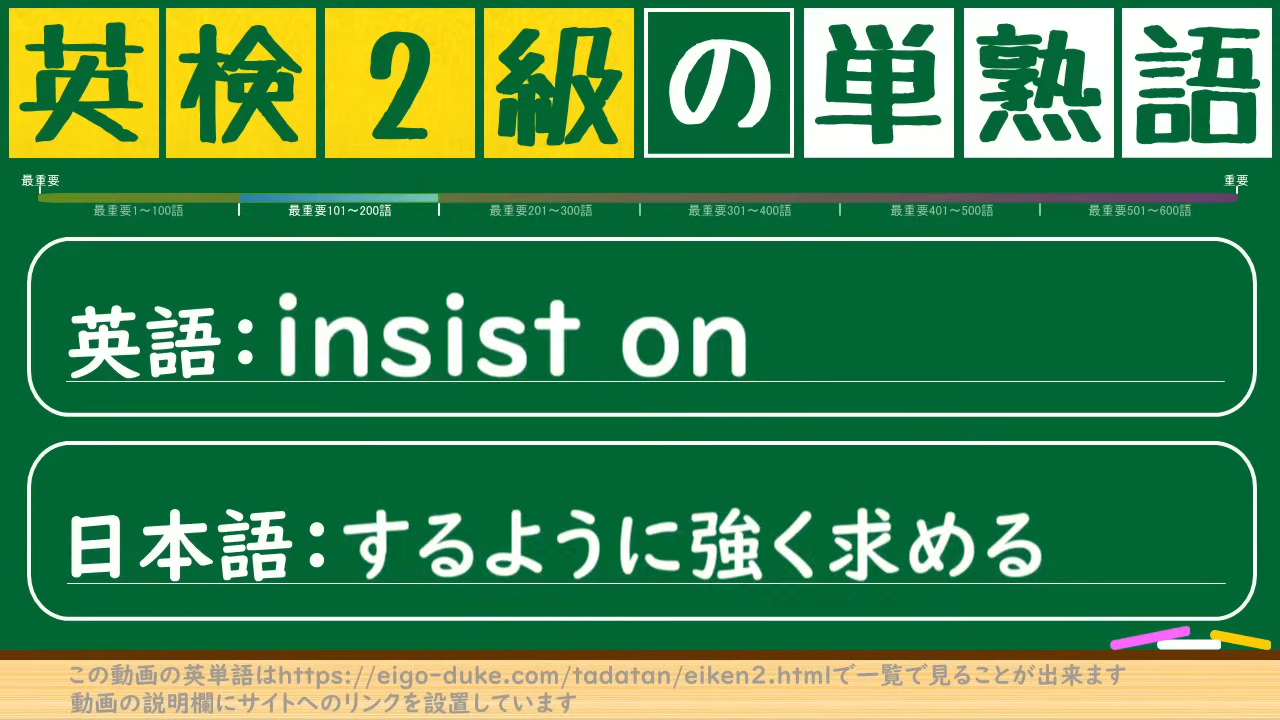 英検2級の単熟語
最重要 重要
最重要1～100語 最重要101～200語 最重要201～300語 最重要301～400語 最重要401～500語 最重要501～600語
英語：insist on
日本語：するように強く求める
この動画の英単語はhttps://eigo-duke.com/tadatan/eiken2.htmlで一覧で見ることが出来ます
動画の説明欄にサイトへのリンクを設置しています